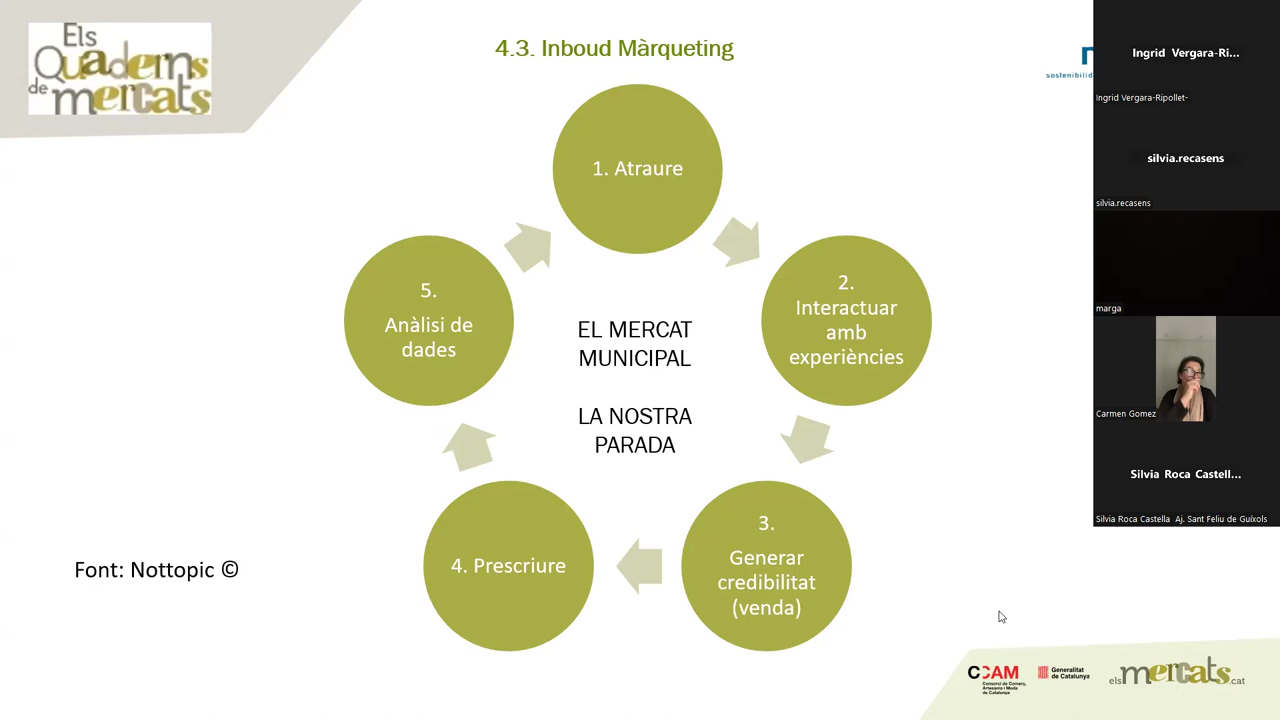 Els
Quaderns
de mercats
4.3. Inboud Màrqueting
sostenibilid
1. Atraure
2.
Interactuar
amb
experiències
3.
Generar
credibilitat
(venda)
4. Prescriure
5.
Anàlisi de
dades
EL MERCAT
MUNICIPAL
LA NOSTRA
PARADA
Font: Nottopic ©
Ingrid Vergara-Ri...
Ingrid Vergara-Ripollet-
silvia.recasens
silvia.recasens
marga
Carmen Gomez
Silvia Roca Castell...
Silvia Roca Castella Aj. Sant Feliu de Guíxols
CCAM
Consorci de Comerç,
Artesania i Moda
de Catalunya
Generalitat
de Catalunya
els mercats.cat